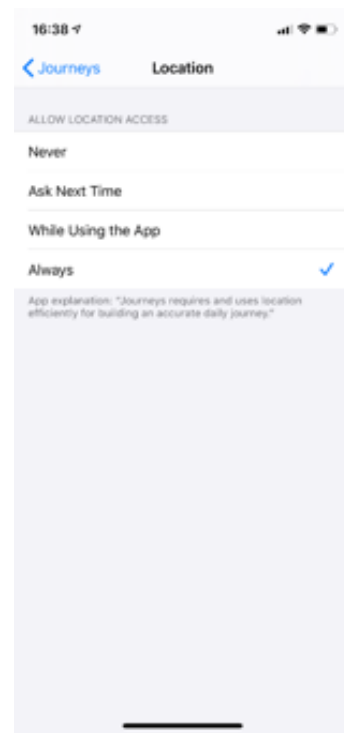 16:38
Journeys
Location
ALLOW LOCATION ACCESS
Never
Ask Next Time
While Using the App
Always
App explanation: "Journeys requires and uses location
efficiently for building an accurate daily journey."